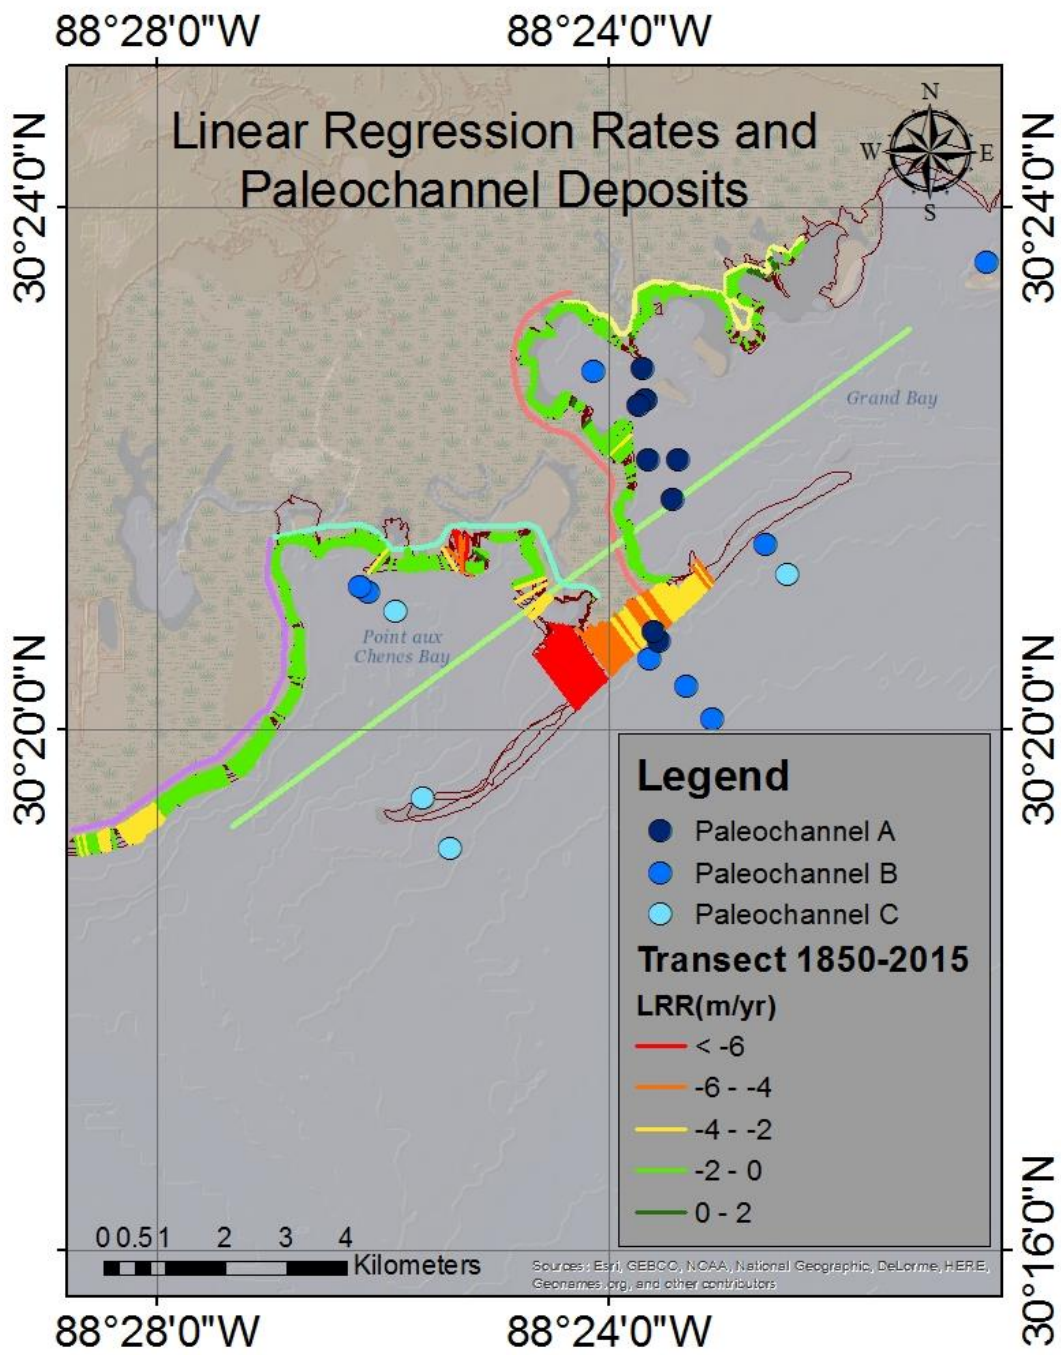 88°28'0"W 88°24'0"W
Linear Regression Rates and
Paleochannel Deposits
N
W E
S
30°24'0"N 30°24'0"N
Grand Bay
Point aux
Chenes Bay
30°20'0"N 30°20'0"N
Legend
Paleochannel A
Paleochannel B
Paleochannel C
Transect 1850-2015
LRR(m/yr)
< -6
-6 - -4
-4 - -2
-2 - 0
0 - 2
0 0.5 1 2 3 4
Kilometers
Sources: Esri, GEBCO, NOAA, National Geographic, DeLorme, HERE,
Geonames.org, and other contributors
30°16'0"N
88°28'0"W 88°24'0"W